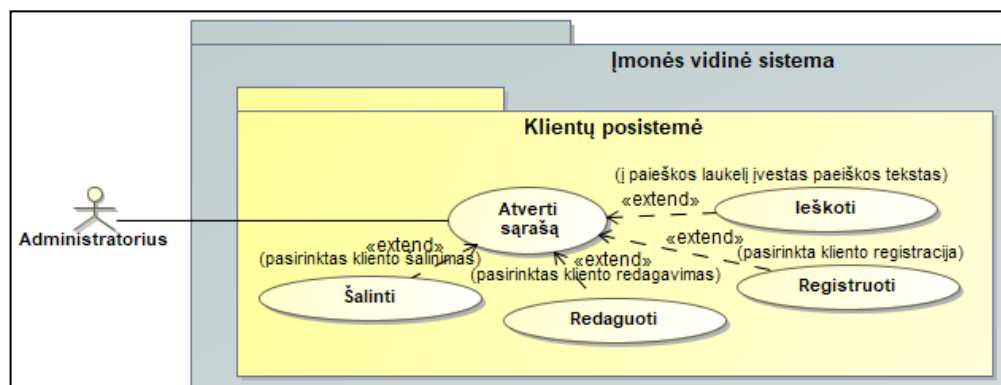 Įmonės vidinė sistema
Klientų posistemė
(į paieškos laukelį įvestas paeiškos tekstas)
«extend»
Ieškoti
Atverti
sąrašą
Administratorius
«extend»
«extend»
(pasirinktas kliento šalinimas)
«extend»
(pasirinkta kliento registracija)
(pasirinktas kliento redagavimas)
Šalinti
Registruoti
Redaguoti